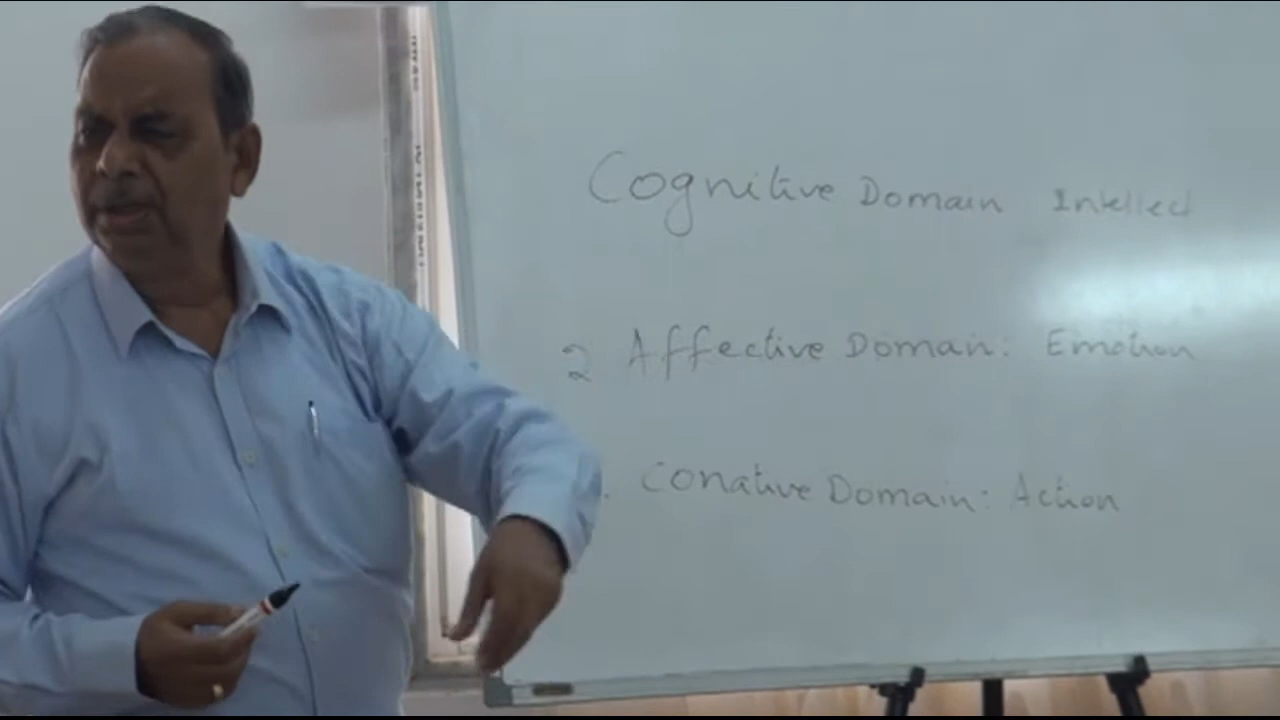 Cognitive Domain Intellect
2 Affective Domain: Emotion
. Conative Domain: Action